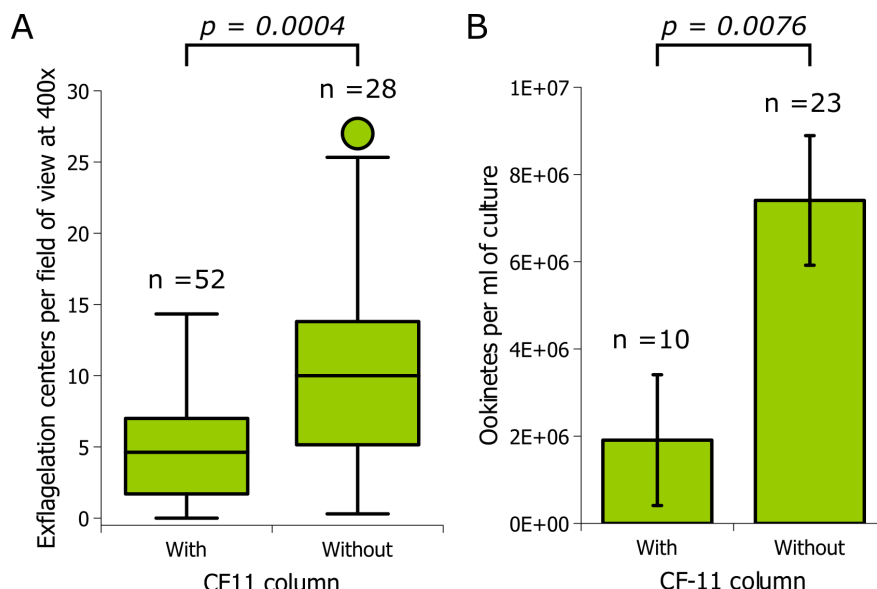 A
p = 0.0004
n =28
n =52
Exflagelation centers per field of view at 400x
30
25
20
15
10
5
0
With
Without
CF11 column
B
p = 0.0076
n =23
n =10
Ookinetes per ml of culture
1E+07
8E+06
6E+06
4E+06
2E+06
0E+00
With
Without
CF-11 column